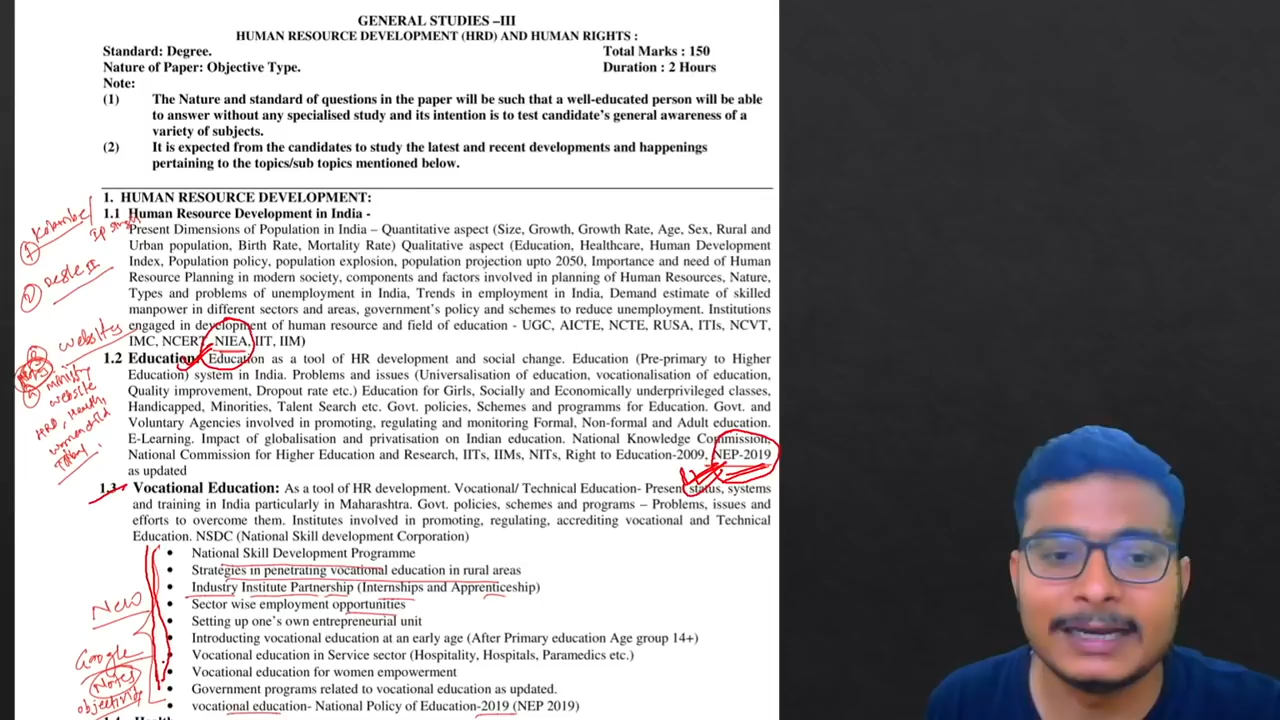 GENERAL STUDIES –III
HUMAN RESOURCE DEVELOPMENT (HRD) AND HUMAN RIGHTS :
Standard: Degree. Total Marks : 150
Nature of Paper: Objective Type. Duration : 2 Hours
Note:
(1) The Nature and standard of questions in the paper will be such that a well-educated person will be able
to answer without any specialised study and its intention is to test candidate's general awareness of a
variety of subjects.
(2) It is expected from the candidates to study the latest and recent developments and happenings
pertaining to the topics/sub topics mentioned below.
1. HUMAN RESOURCE DEVELOPMENT:
1.1 Human Resource Development in India -
Present Dimensions of Population in India – Quantitative aspect (Size, Growth, Growth Rate, Age, Sex, Rural and
Urban population, Birth Rate, Mortality Rate) Qualitative aspect (Education, Healthcare, Human Development
Index, Population policy, population explosion, population projection upto 2050, Importance and need of Human
Resource Planning in modern society, components and factors involved in planning of Human Resources, Nature,
Types and problems of unemployment in India, Trends in employment in India, Demand estimate of skilled
manpower in different sectors and areas, government's policy and schemes to reduce unemployment. Institutions
engaged in development of human resource and field of education - UGC, AICTE, NCTE, RUSA, ITIs, NCVT,
IMC, NCERT, NIEA, IIT, IIM)
1.2 Education: Education as a tool of HR development and social change. Education (Pre-primary to Higher
Education) system in India. Problems and issues (Universalisation of education, vocationalisation of education,
Quality improvement, Dropout rate etc.) Education for Girls, Socially and Economically underprivileged classes,
Handicapped, Minorities, Talent Search etc. Govt. policies, Schemes and programms for Education. Govt. and
Voluntary Agencies involved in promoting, regulating and monitoring Formal, Non-formal and Adult education.
E-Learning. Impact of globalisation and privatisation on Indian education. National Knowledge Commission,
National Commission for Higher Education and Research, IITs, IIMs, NITs, Right to Education-2009, NEP-2019
as updated
1.3 Vocational Education: As a tool of HR development. Vocational/ Technical Education- Present status, systems
and training in India particularly in Maharashtra. Govt. policies, schemes and programs – Problems, issues and
efforts to overcome them. Institutes involved in promoting, regulating, accrediting vocational and Technical
Education. NSDC (National Skill development Corporation)
• National Skill Development Programme
• Strategies in penetrating vocational education in rural areas
• Industry Institute Partnership (Internships and Apprenticeship)
• Sector wise employment opportunities
• Setting up one's own entrepreneurial unit
• Introducing vocational education at an early age (After Primary education Age group 14+)
• Vocational education in Service sector (Hospitality, Hospitals, Paramedics etc.)
• Vocational education for women empowerment
• Government programs related to vocational education as updated.
• vocational education- National Policy of Education-2019 (NEP 2019)
Kolambe/
websites
ministry
website
HRD, Health,
women child
New
Google
Notes
objective